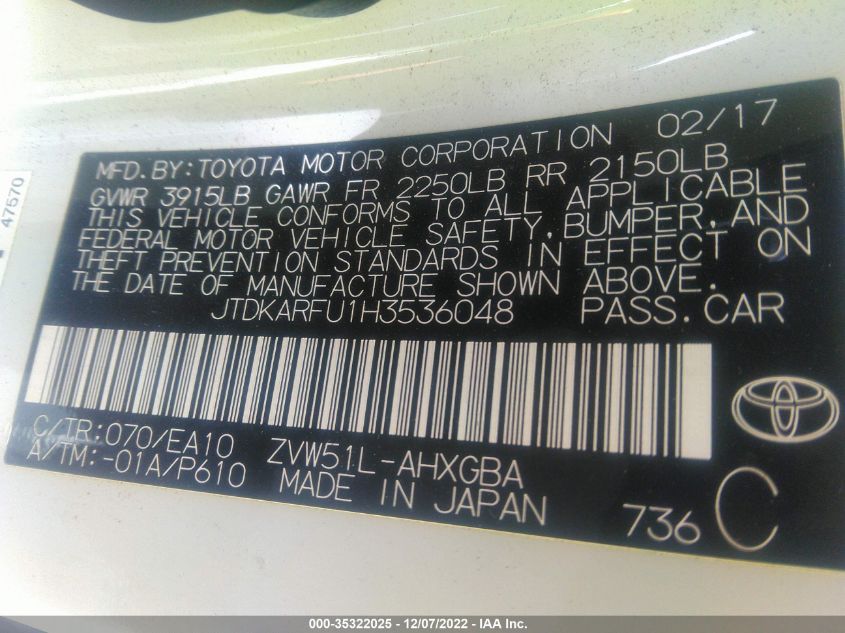 47570
MFD.BY:TOYOTA MOTOR CORPORATION 02/17
GVWR 3915LB GAWR FR 2250LB RR 2150LB
THIS VEHICLE CONFORMS TO ALL APPLICABLE
FEDERAL MOTOR VEHICLE SAFETY, BUMPER, AND
THEFT PREVENTION STANDARDS IN EFFECT ON
THE DATE OF MANUFACTURE SHOWN ABOVE.
JTDKARFU1H3536048 PASS.CAR
C/TR:070/EA10 ZVW51L-AHXGBA
A/TM:-01A/P610 MADE IN JAPAN
736 C
000-35322025 - 12/07/2022 - IAA Inc.